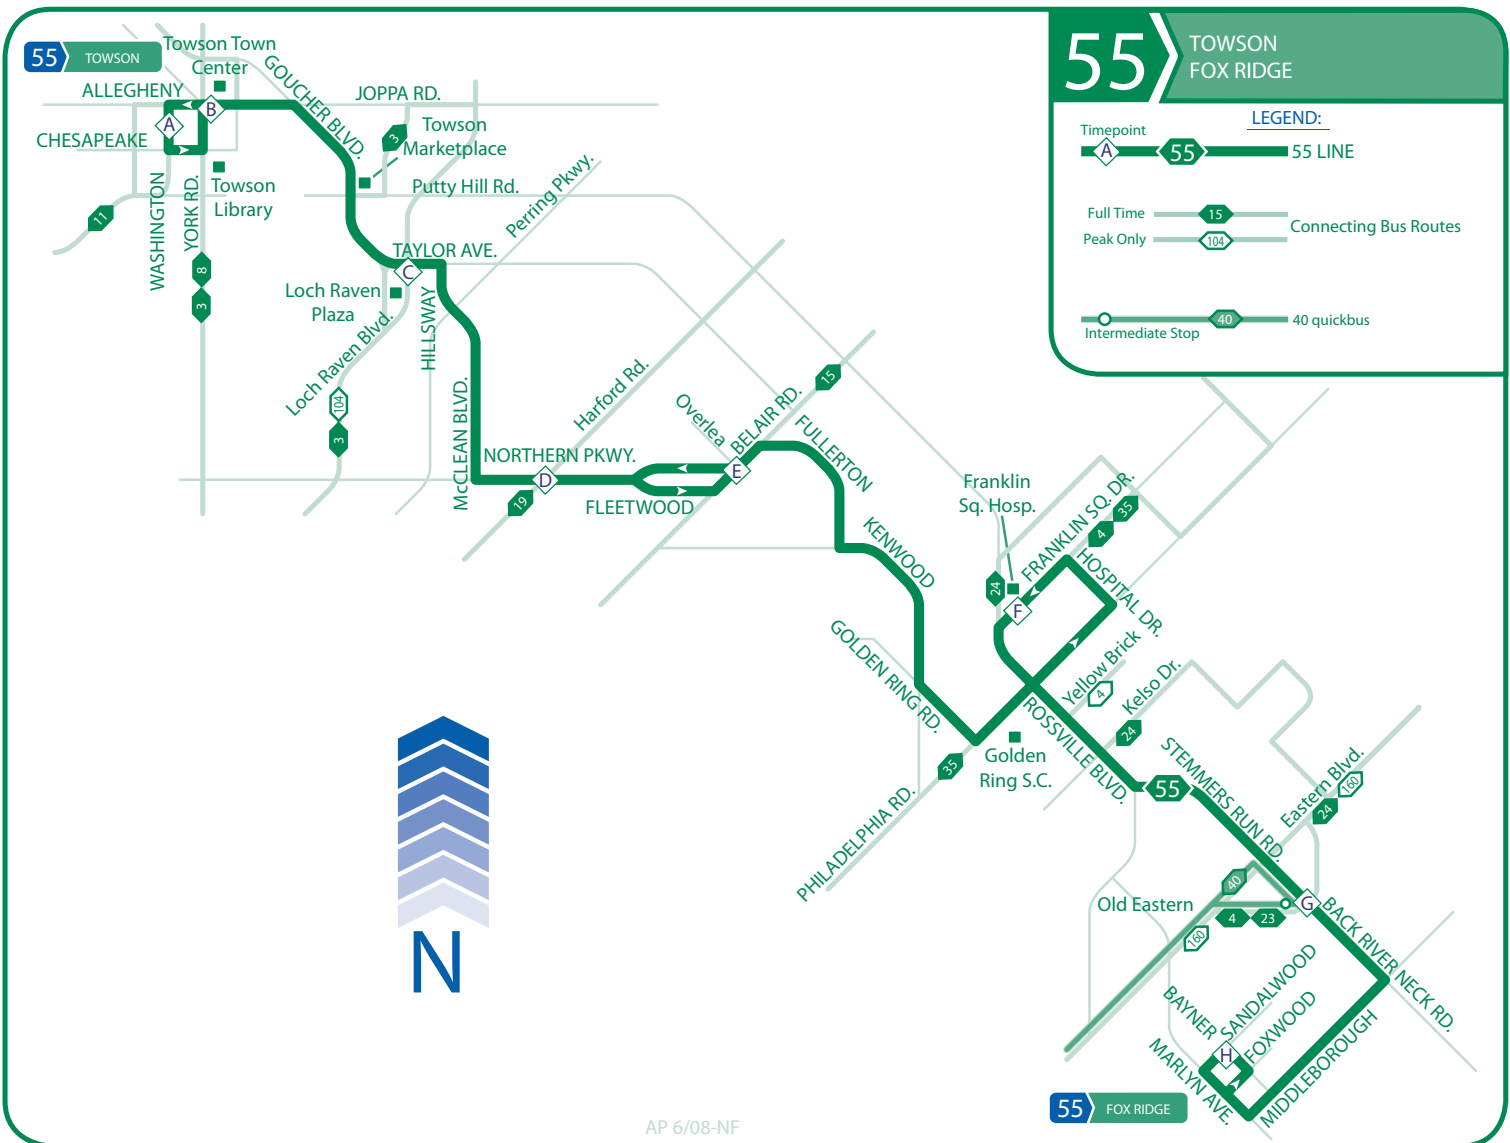 55 TOWSON
55
TOWSON
FOX RIDGE
LEGEND:
Timepoint
A
55
55 LINE
Full Time
15
Connecting Bus Routes
Peak Only
104
40
40 quickbus
Intermediate Stop
Towson Town
Center
ALLEGHENY
GOUCHER BLVD.
JOPPA RD.
B
A
CHESAPEAKE
3
Towson
Marketplace
Towson
Library
Putty Hill Rd.
Perring Pkwy.
WASHINGTON
YORK RD.
11
8
3
TAYLOR AVE.
C
Loch Raven
Plaza
HILLSWAY
Loch Raven Blvd.
104
3
McCLEAN BLVD.
Harford Rd.
NORTHERN PKWY.
D
19
FLEETWOOD
Overlea
BELAIR RD.
15
E
FULLERTON
KENWOOD
Franklin
Sq. Hosp.
FRANKLIN SQ. DR.
35
4
24
F
HOSPITAL DR.
GOLDEN RING RD.
Yellow Brick
4
Kelso Dr.
24
ROSSVILLE BLVD.
Golden
Ring S.C.
35
PHILADELPHIA RD.
55
STEMMERS RUN RD.
Eastern Blvd.
160
24
40
Old Eastern
4
23
G
160
BACK RIVER NECK RD.
BAYNER
SANDALWOOD
FOXWOOD
H
MARLYN AVE.
MIDDLEBOROUGH
55 FOX RIDGE
N
AP 6/08-NF